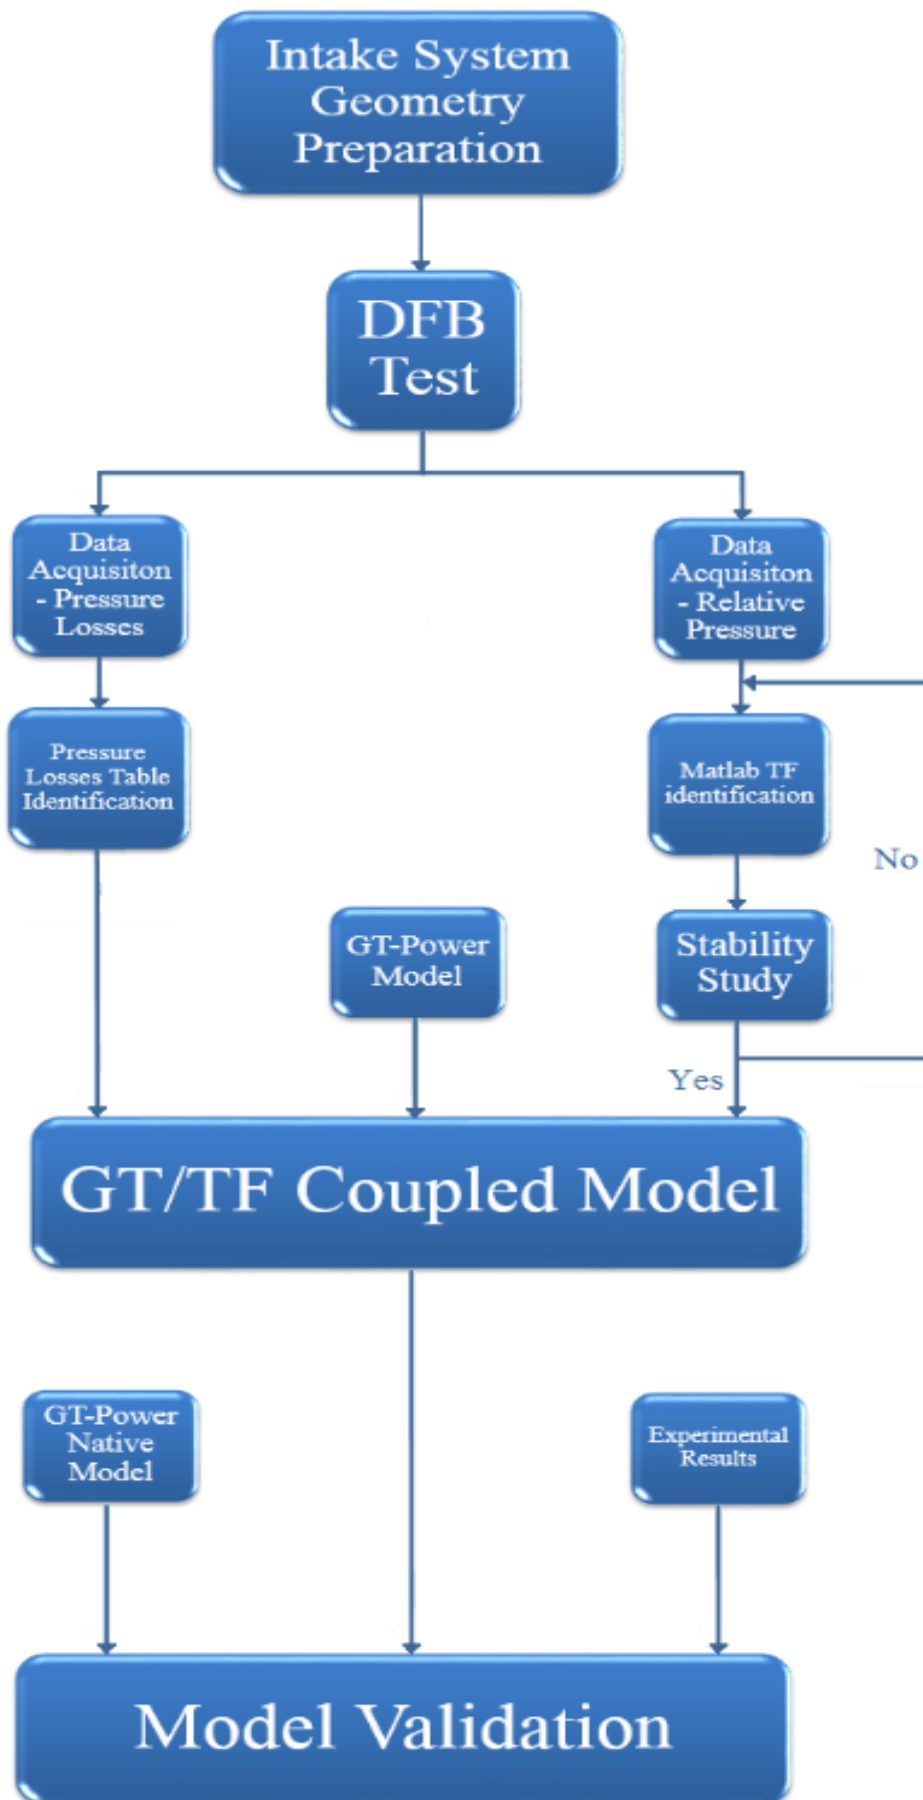 Intake System
Geometry
Preparation
DFB
Test
Data
Acquisiton
- Pressure
Losses
Data
Acquisiton
- Relative
Pressure
Pressure
Losses Table
Identification
Matlab TF
identification
No
GT-Power
Model
Stability
Study
Yes
GT/TF Coupled Model
GT-Power
Native
Model
Experimental
Results
Model Validation